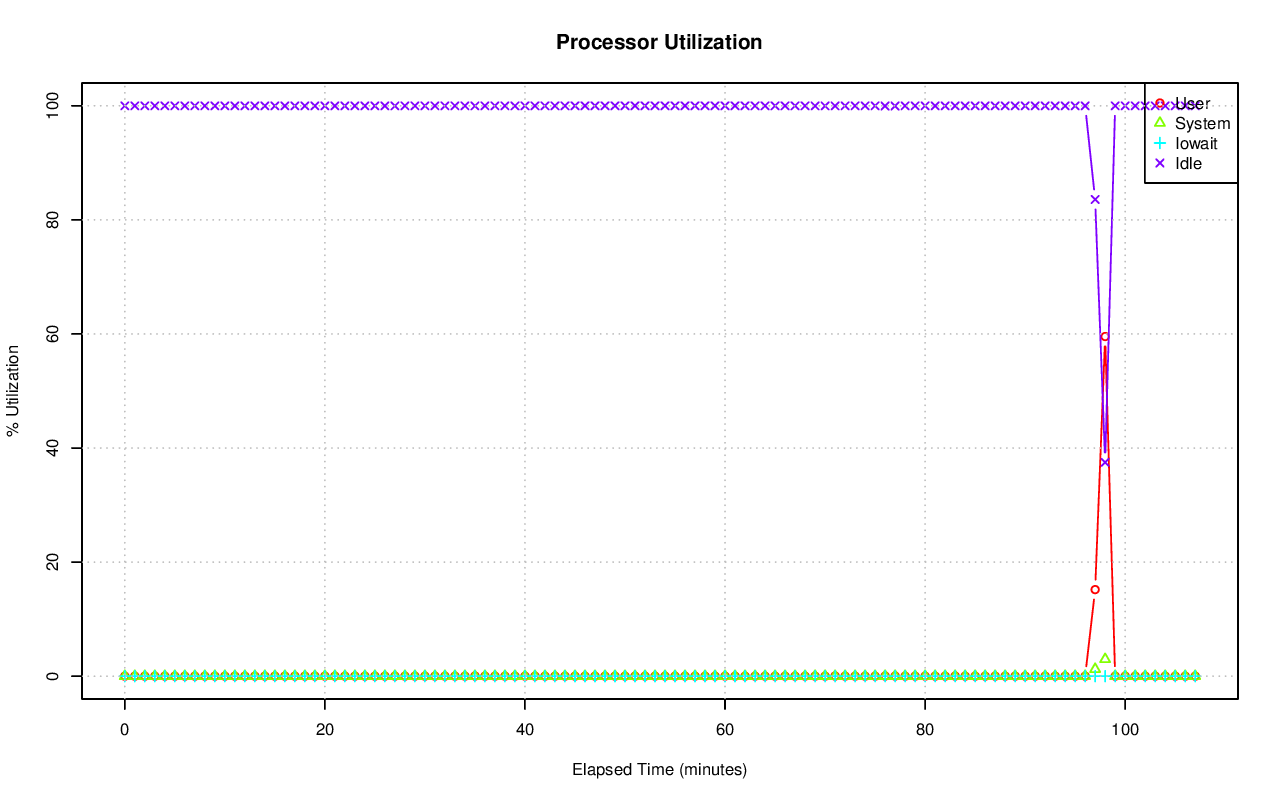 Processor Utilization
100
80
60
40
20
0
% Utilization
User
System
Iowait
Idle
0 20 40 60 80 100
Elapsed Time (minutes)